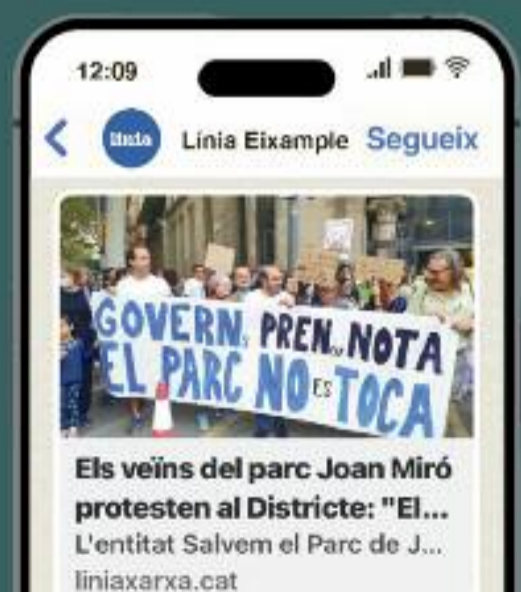 12:09
línia
Línia Eixample
Segueix
GOVERN, PREN NOTA
EL PARC NO ES TOCA
Els veïns del parc Joan Miró
protesten al Districte: "El...
L'entitat Salvem el Parc de J...
liniaxarxa.cat